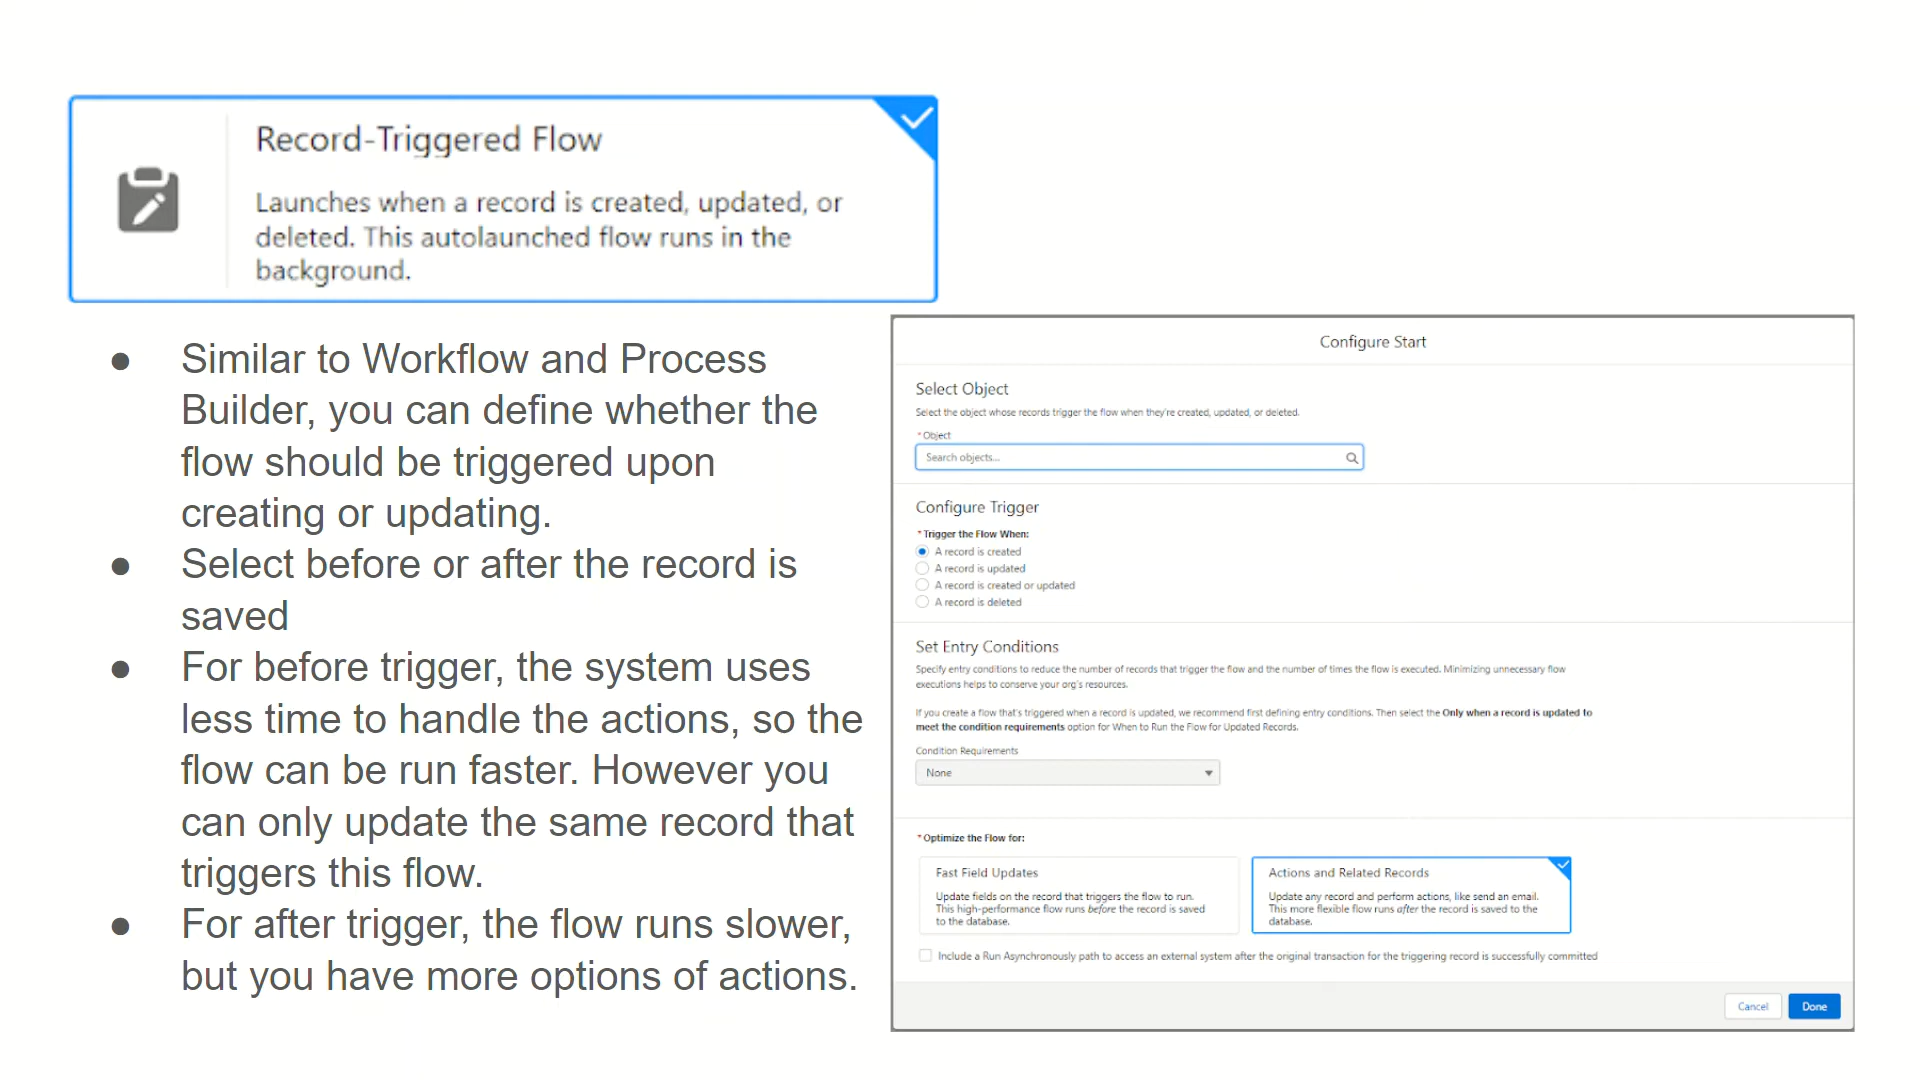 Record-Triggered Flow
Launches when a record is created, updated, or
deleted. This autolaunched flow runs in the
background.
● Similar to Workflow and Process
Builder, you can define whether the
flow should be triggered upon
creating or updating.
● Select before or after the record is
saved
● For before trigger, the system uses
less time to handle the actions, so the
flow can be run faster. However you
can only update the same record that
triggers this flow.
● For after trigger, the flow runs slower,
but you have more options of actions.
Configure Start
Select Object
Select the object whose records trigger the flow when they're created, updated, or deleted.
* Object
Search objects...
Configure Trigger
* Trigger the Flow When:
A record is created
A record is updated
A record is created or updated
A record is deleted
Set Entry Conditions
Specify entry conditions to reduce the number of records that trigger the flow and the number of times the flow is executed. Minimizing unnecessary flow
executions helps to conserve your org's resources.
If you create a flow that's triggered when a record is updated, we recommend first defining entry conditions. Then select the Only when a record is updated to
meet the condition requirements option for When to Run the Flow for Updated Records.
Condition Requirements
None
* Optimize the Flow for:
Fast Field Updates
Update fields on the record that triggers the flow to run.
This high-performance flow runs before the record is saved
to the database.
Actions and Related Records
Update any record and perform actions, like send an email.
This more flexible flow runs after the record is saved to the
database.
Include a Run Asynchronously path to access an external system after the original transaction for the triggering record is successfully committed
Cancel
Done